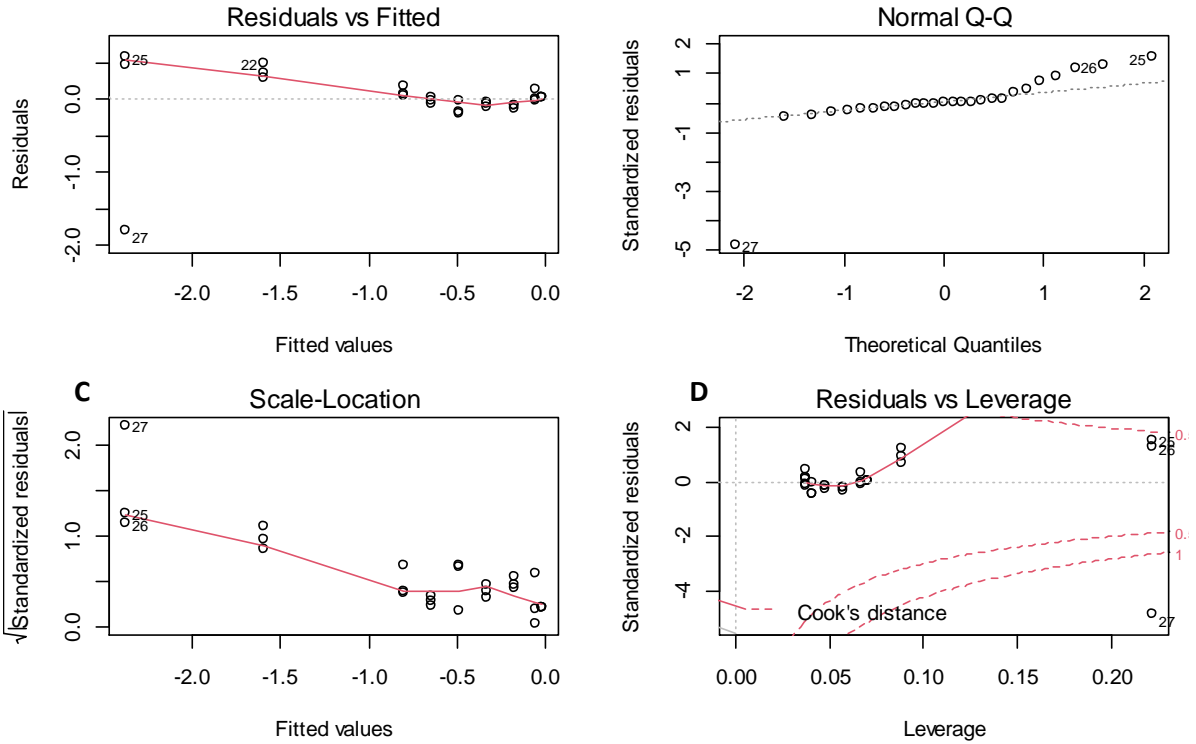 Residuals vs Fitted
Residuals
0.0
-1.0
-2.0
25
22
27
-2.0 -1.5 -1.0 -0.5 0.0
Fitted values
Normal Q-Q
Standardized residuals
2
1
-1
-3
-5
25
26
27
-2 -1 0 1 2
Theoretical Quantiles
C
Scale-Location
√|Standardized residuals|
2.0
1.0
0.0
27
25
26
-2.0 -1.5 -1.0 -0.5 0.0
Fitted values
D
Residuals vs Leverage
Standardized residuals
2
0
-2
-4
25
26
27
0.5
1
Cook's distance
0.00 0.05 0.10 0.15 0.20
Leverage